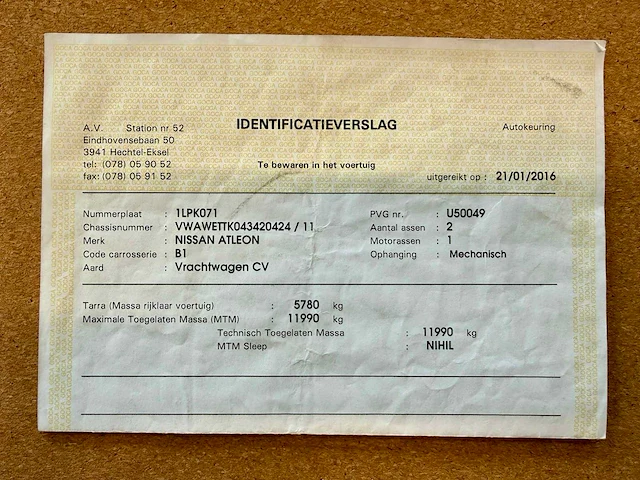 IDENTIFICATIEVERSLAG
A.V. Station nr 52
Autokeuring
Eindhovensebaan 50
3941 Hechtel-Eksel
tel: (078) 05 90 52
Te bewaren in het voertuig
fax: (078) 05 91 52
uitgereikt op : 21/01/2016
Nummerplaat : 1LPK071
PVG nr. : U50049
Chassisnummer : VWAWETTK043420424 / 11
Aantal assen : 2
Merk : NISSAN ATLEON
Motorassen : 1
Code carrosserie : B1
Ophanging : Mechanisch
Aard : Vrachtwagen CV
Tarra (Massa rijklaar voertuig) : 5780 kg
Maximale Toegelaten Massa (MTM) : 11990 kg
Technisch Toegelaten Massa : 11990 kg
MTM Sleep : NIHIL